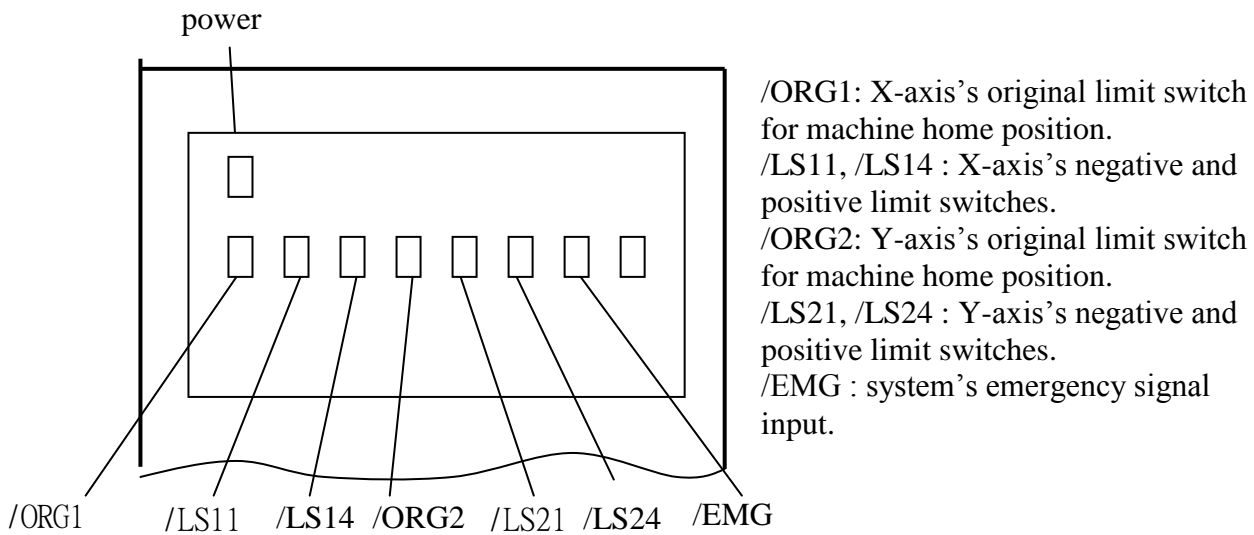 power
/ORG1: X-axis's original limit switch
for machine home position.
/LS11, /LS14 : X-axis's negative and
positive limit switches.
/ORG2: Y-axis's original limit switch
for machine home position.
/LS21, /LS24 : Y-axis's negative and
positive limit switches.
/EMG : system's emergency signal
input.
/ORG1 /LS11 /LS14 /ORG2 /LS21 /LS24 /EMG